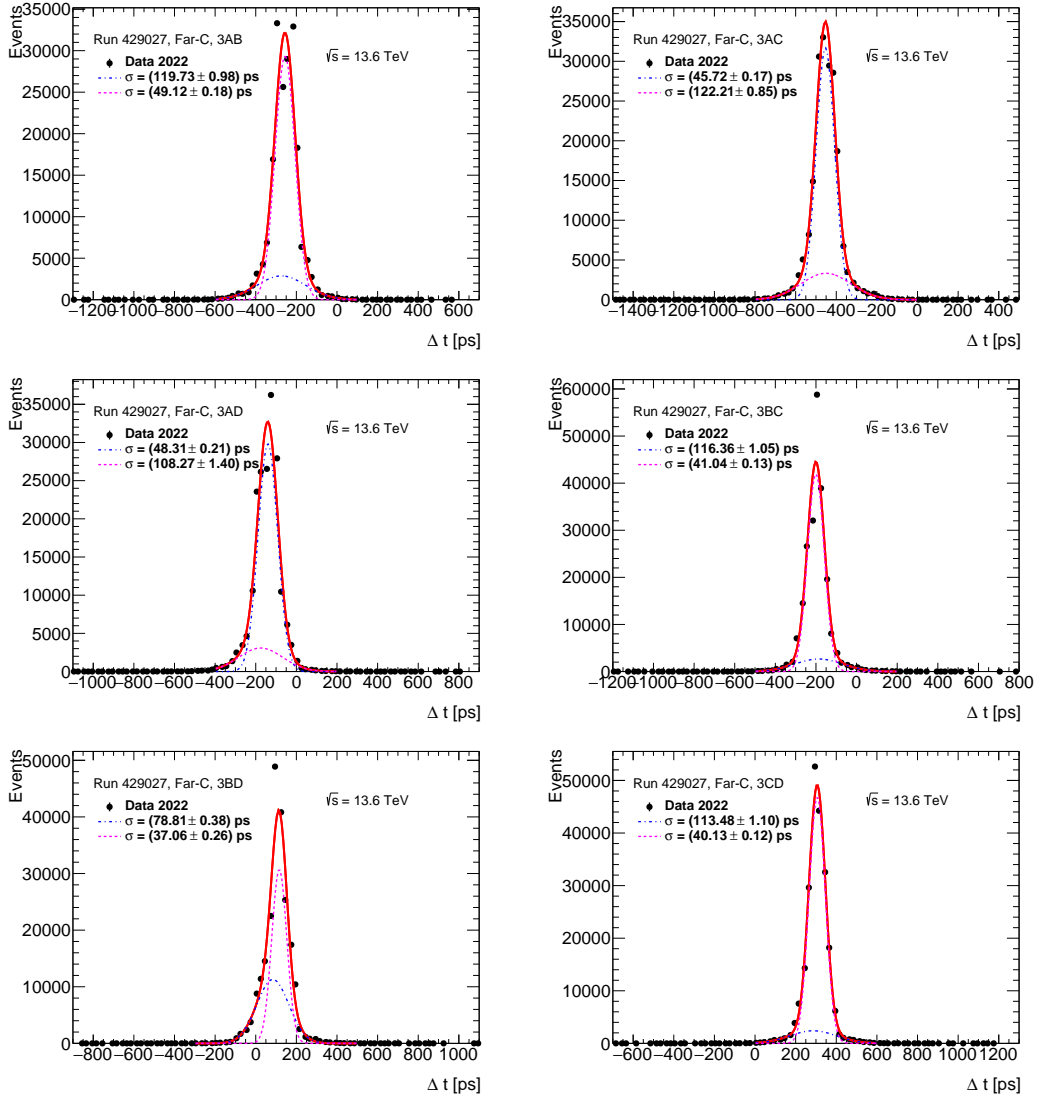 Events
35000
30000
25000
20000
15000
10000
5000
0
Run 429027, Far-C, 3AB
Data 2022
σ = (119.73± 0.98) ps
σ = (49.12± 0.18) ps
√s = 13.6 TeV
−1200 −1000 −800 −600 −400 −200 0 200 400 600
Δ t [ps]
Events
35000
30000
25000
20000
15000
10000
5000
0
Run 429027, Far-C, 3AC
Data 2022
σ = (45.72± 0.17) ps
σ = (122.21± 0.85) ps
√s = 13.6 TeV
−1400 −1200 −1000 −800 −600 −400 −200 0 200 400
Δ t [ps]
Events
35000
30000
25000
20000
15000
10000
5000
0
Run 429027, Far-C, 3AD
Data 2022
σ = (48.31± 0.21) ps
σ = (108.27± 1.40) ps
√s = 13.6 TeV
−1000 −800 −600 −400 −200 0 200 400 600 800
Δ t [ps]
Events
60000
50000
40000
30000
20000
10000
0
Run 429027, Far-C, 3BC
Data 2022
σ = (116.36± 1.05) ps
σ = (41.04± 0.13) ps
√s = 13.6 TeV
−1200 −1000 −800 −600 −400 −200 0 200 400 600 800
Δ t [ps]
Events
50000
40000
30000
20000
10000
0
Run 429027, Far-C, 3BD
Data 2022
σ = (78.81± 0.38) ps
σ = (37.06± 0.26) ps
√s = 13.6 TeV
−800 −600 −400 −200 0 200 400 600 800 1000
Δ t [ps]
Events
50000
40000
30000
20000
10000
0
Run 429027, Far-C, 3CD
Data 2022
σ = (113.48± 1.10) ps
σ = (40.13± 0.12) ps
√s = 13.6 TeV
−600 −400 −200 0 200 400 600 800 1000 1200
Δ t [ps]